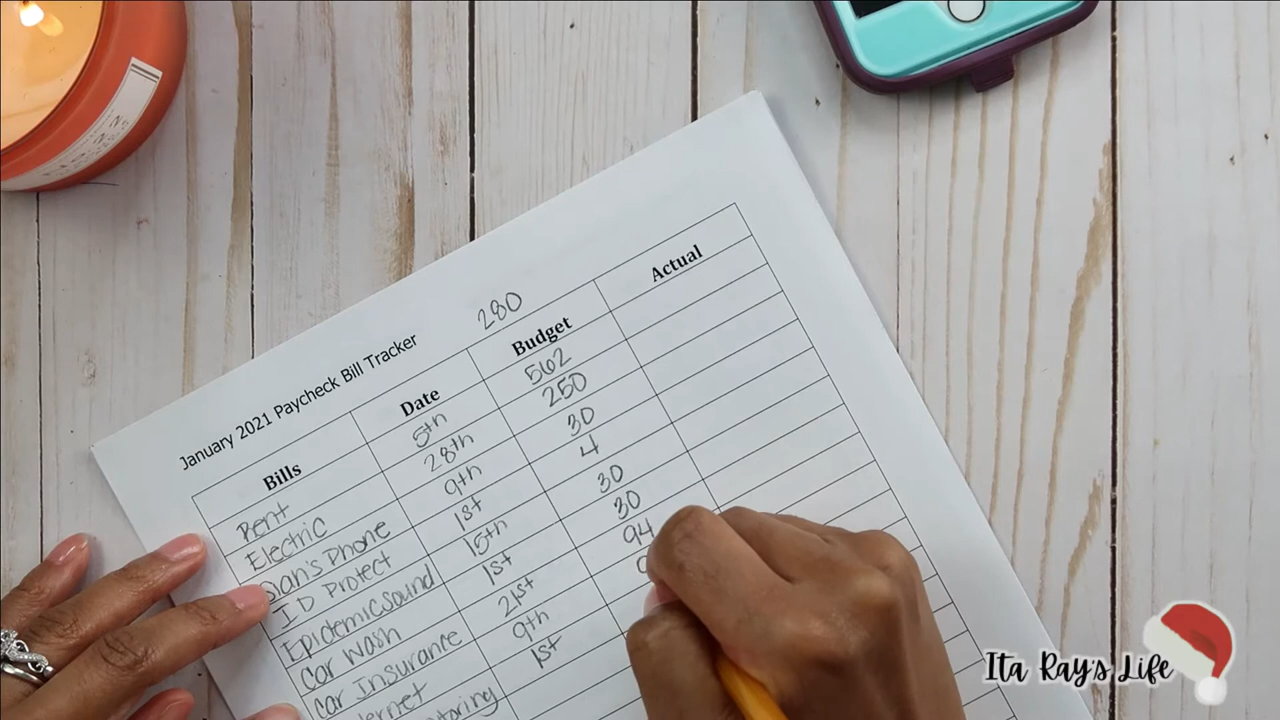 280
January 2021 Paycheck Bill Tracker
Bills Date Budget Actual
Rent 5th 562
Electric 28th 250
Sian's Phone 9th 30
ID Protect 1st 4
Epidemicsound 15th 30
Car Wash 1st 30
Car Insurance 21st 94
9th
1st
Ita Ray's Life